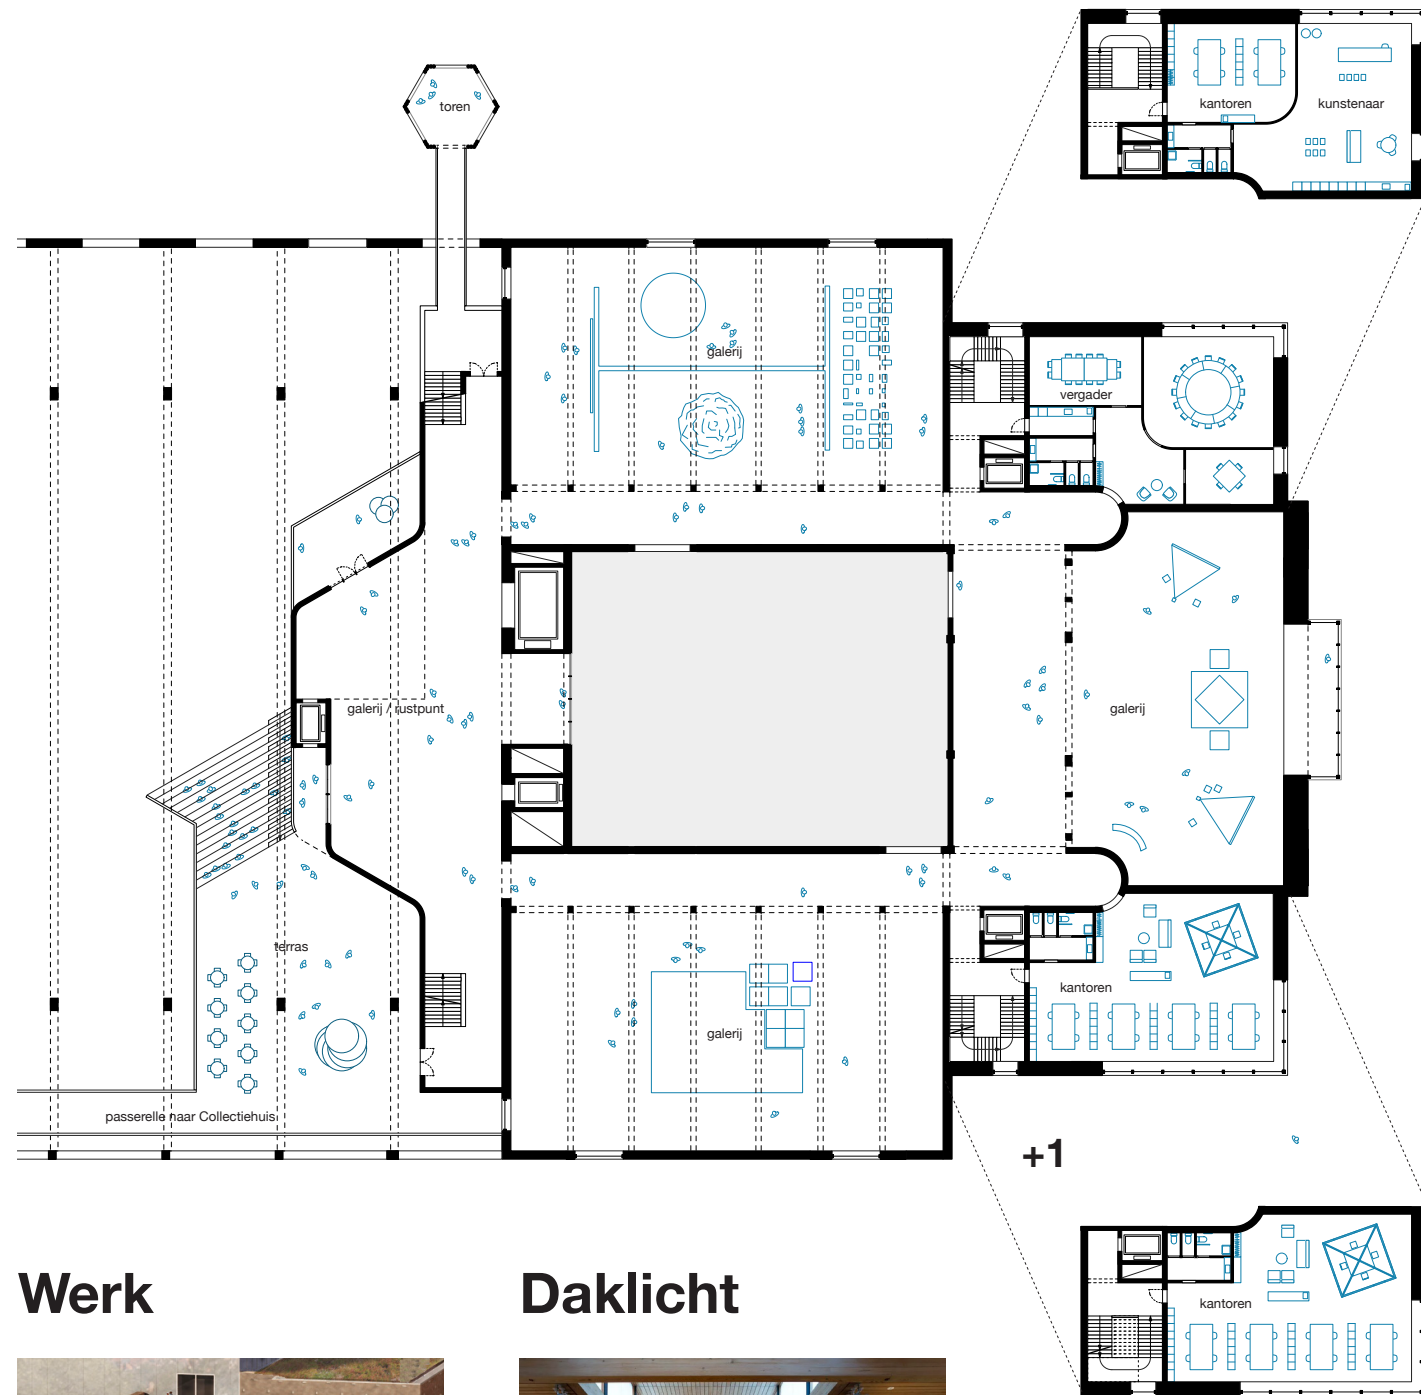 toren
kantoren
kunstenaar
galerij
vergader
galerij / rustpunt
galerij
terras
kantoren
galerij
passerelle naar Collectiehuis
+1
kantoren
Werk
Daklicht